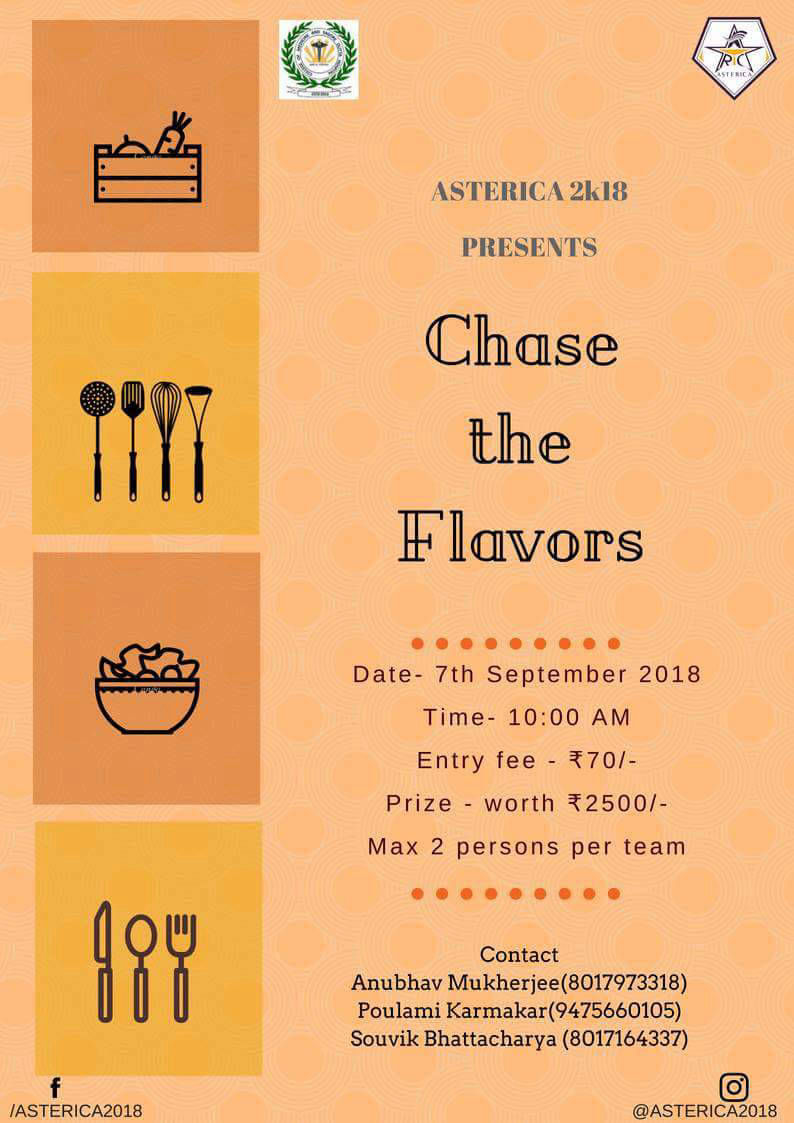 ASTERICA
ASTERICA 2k18
PRESENTS
Chase
the
Flavors
Date- 7th September 2018
Time- 10:00 AM
Entry fee - ₹70/-
Prize - worth ₹2500/-
Max 2 persons per team
Contact
Anubhav Mukherjee(8017973318)
Poulami Karmakar(9475660105)
Souvik Bhattacharya (8017164337)
/ASTERICA2018
@ASTERICA2018